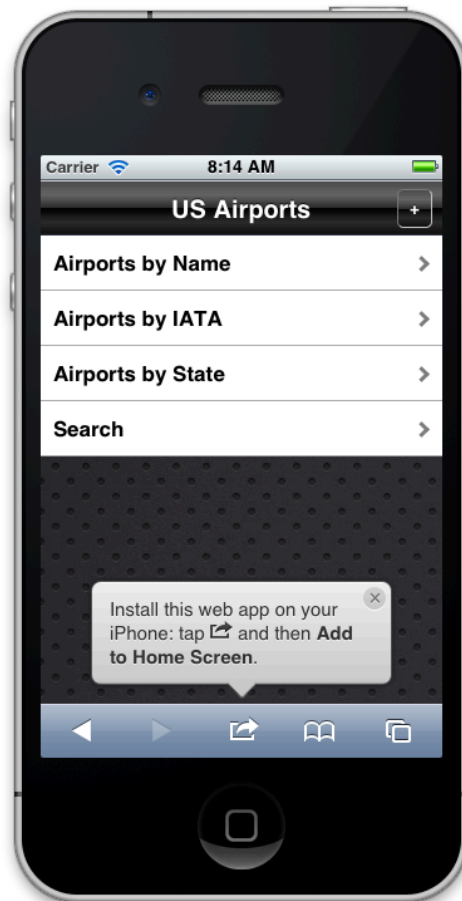 Carrier 8:14 AM
US Airports +
Airports by Name
Airports by IATA
Airports by State
Search
Install this web app on your
iPhone: tap and then Add
to Home Screen.